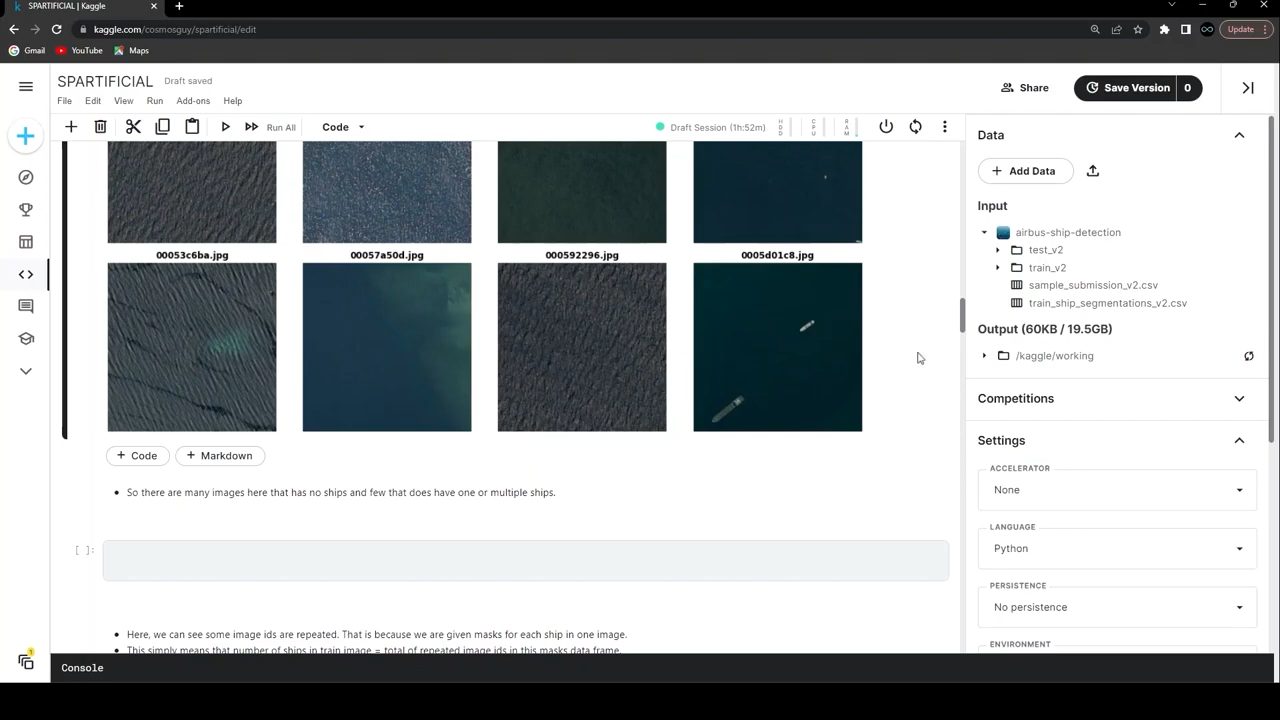 SPARTIFICIAL | Kaggle
kaggle.com/cosmosguy/spartificial/edit
Update
Gmail
YouTube
Maps
SPARTIFICIAL
Draft saved
File
Edit
View
Run
Add-ons
Help
Share
Save Version
0
Run All
Code
Draft Session (1h:52m)
HDD
CPU
RAM
Data
Add Data
Input
airbus-ship-detection
test_v2
train_v2
sample_submission_v2.csv
train_ship_segmentations_v2.csv
Output (60KB / 19.5GB)
/kaggle/working
Competitions
Settings
ACCELERATOR
None
LANGUAGE
Python
PERSISTENCE
No persistence
ENVIRONMENT
00053c6ba.jpg
00057a50d.jpg
000592296.jpg
0005d01c8.jpg
+ Code
+ Markdown
• So there are many images here that has no ships and few that does have one or multiple ships.
[ ]:
• Here, we can see some image ids are repeated. That is because we are given masks for each ship in one image.
• This simply means that number of ships in train image = total of repeated image ids in this masks data frame.
1
Console